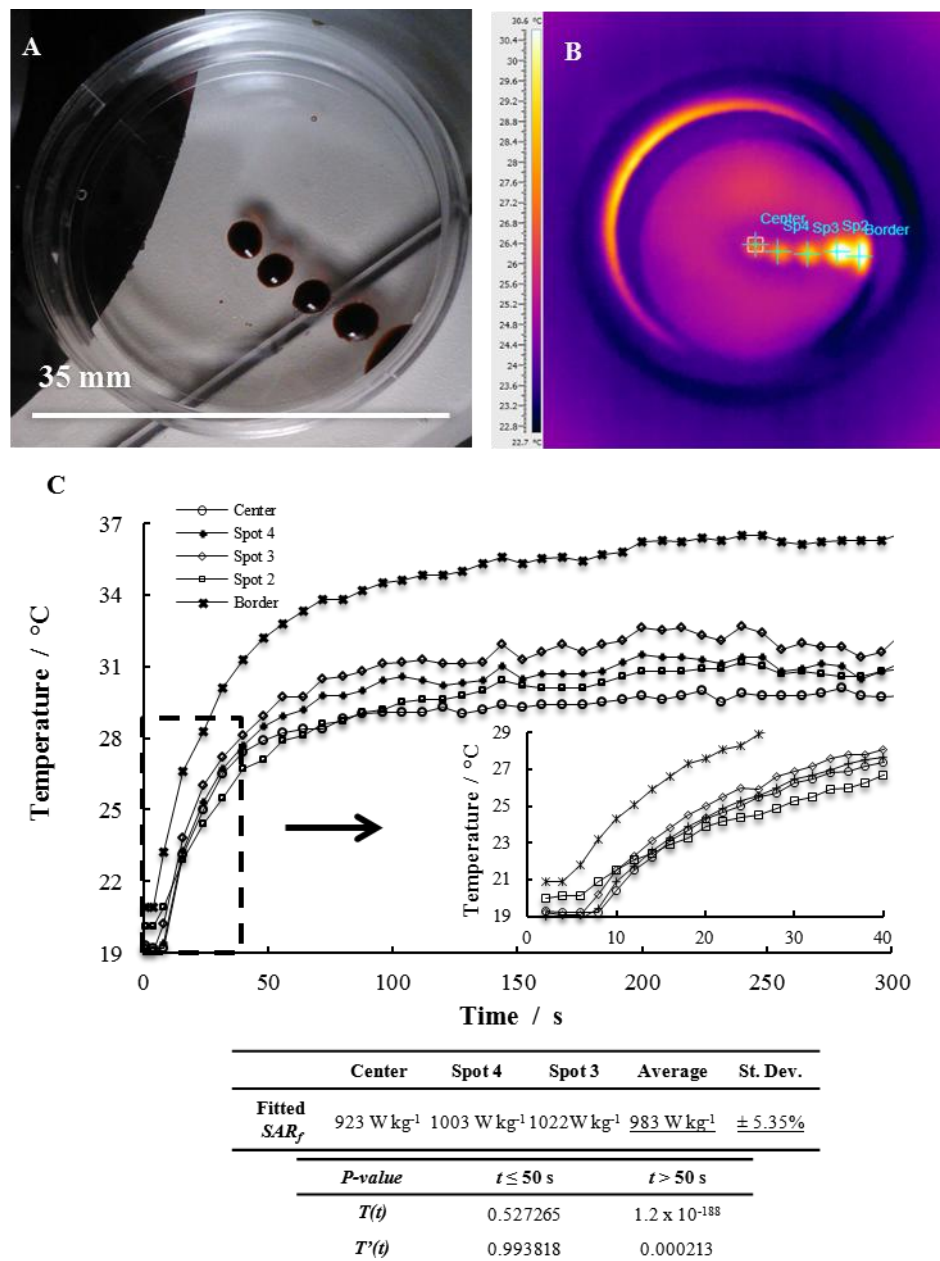 A
35 mm
B
30.6 °C
30.4
30
29.6
29.2
28.8
28.4
28
27.6
27.2
26.8
26.4
26
25.6
25.2
24.8
24.4
24
23.6
23.2
22.8
22.7 °C
Center
Sp4
Sp3
Sp2
Border
C
Center
Spot 4
Spot 3
Spot 2
Border
Temperature / °C
37
34
31
28
25
22
19
0 50 100 150 200 250 300
Time / s
Temperature / °C
29
27
25
23
21
19
0 10 20 30 40
Center Spot 4 Spot 3 Average St. Dev.
Fitted
SARf 923 W kg-1 1003 W kg-1 1022W kg-1 983 W kg-1 ± 5.35%
P-value t ≤ 50 s t > 50 s
T(t) 0.527265 1.2 x 10-188
T’(t) 0.993818 0.000213